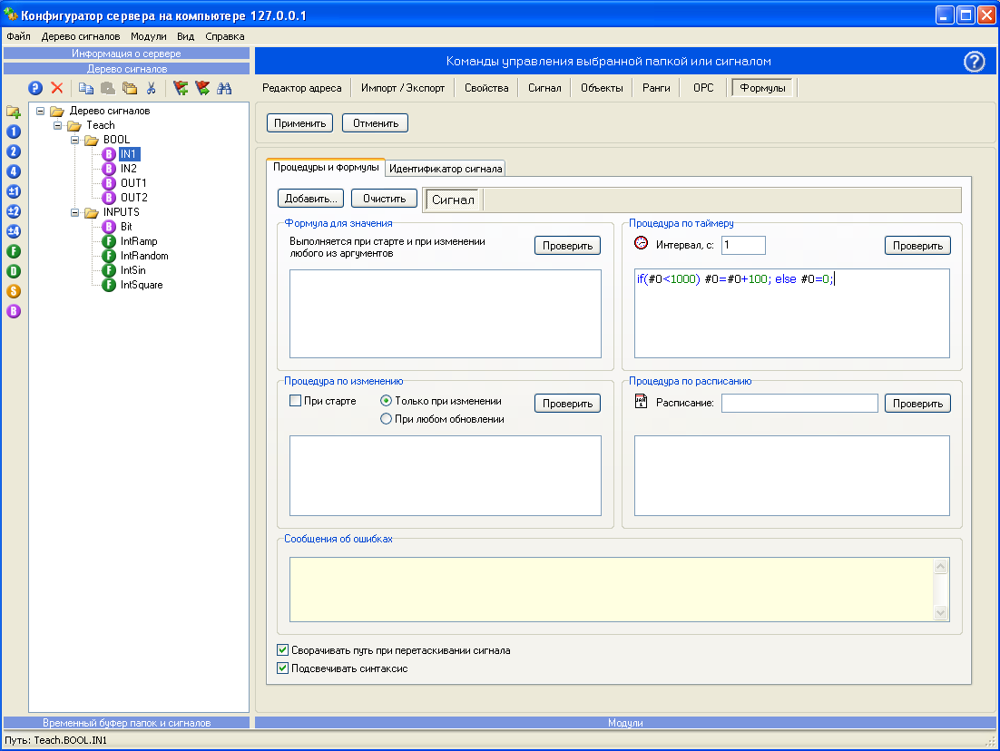 Конфигуратор сервера на компьютере 127.0.0.1
Файл Дерево сигналов Модули Вид Справка
Информация о сервере
Дерево сигналов
Команды управления выбранной папкой или сигналом
?
Редактор адреса Импорт / Экспорт Свойства Сигнал Объекты Ранги OPC Формулы
?
1
2
4
±1
±2
±4
F
D
S
B
Дерево сигналов
Teach
BOOL
B IN1
B IN2
B OUT1
B OUT2
INPUTS
B Bit
F IntRamp
F IntRandom
F IntSin
F IntSquare
Применить Отменить
Процедуры и формулы Идентификатор сигнала
Добавить... Очистить Сигнал
Формула для значения
Выполняется при старте и при изменении
любого из аргументов
Проверить
Процедура по таймеру
Интервал, с: 1 Проверить
if(#0<1000) #0=#0+100; else #0=0;
Процедура по изменению
При старте Только при изменении Проверить
При любом обновлении
Процедура по расписанию
Расписание: Проверить
Сообщения об ошибках
Сворачивать путь при перетаскивании сигнала
Подсвечивать синтаксис
Временный буфер папок и сигналов
Модули
Путь: Teach.BOOL.IN1